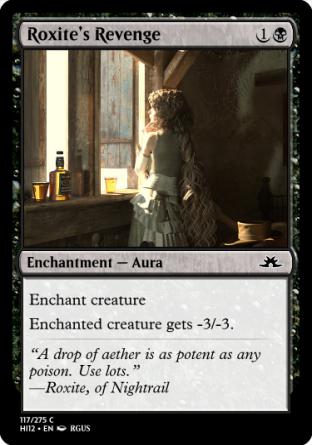 Roxite's Revenge 1
Enchantment — Aura
Enchant creature
Enchanted creature gets -3/-3.
“A drop of aether is as potent as any
poison. Use lots.”
—Roxite, of Nightrail
117/275 C
HI12 • EN RGUS